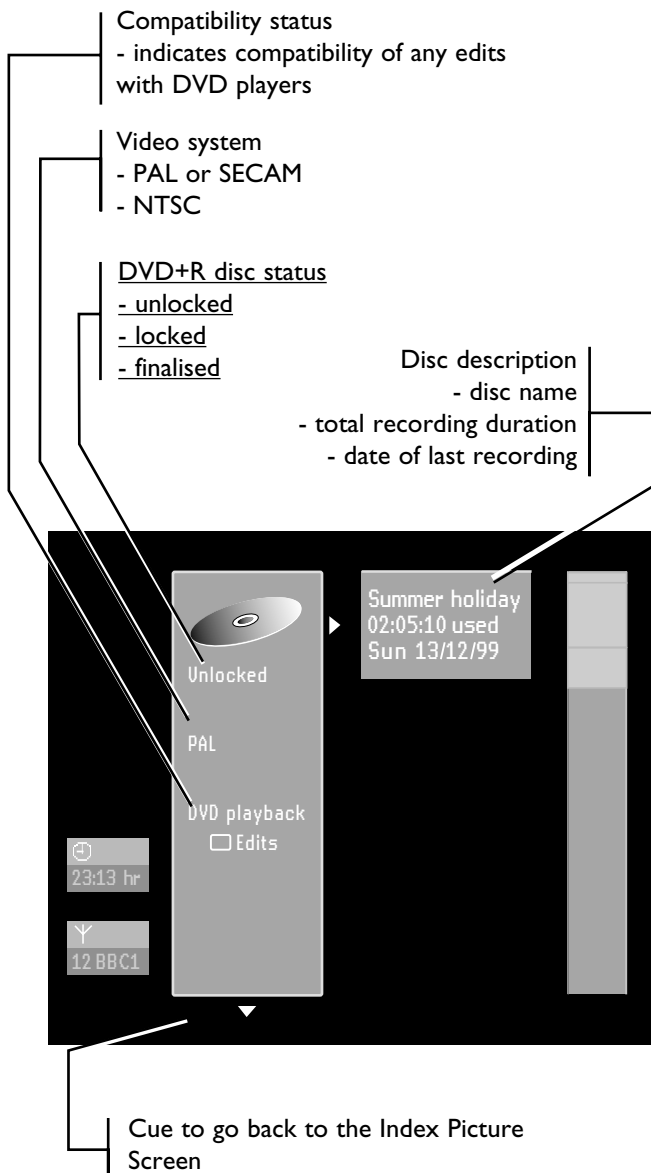 Compatibility status
- indicates compatibility of any edits
with DVD players
Video system
- PAL or SECAM
- NTSC
DVD+R disc status
- unlocked
- locked
- finalised
Disc description
- disc name
- total recording duration
- date of last recording
Summer holiday
02:05:10 used
Sun 13/12/99
Unlocked
PAL
DVD playback
Edits
23:13 hr
12 BBC1
Cue to go back to the Index Picture
Screen